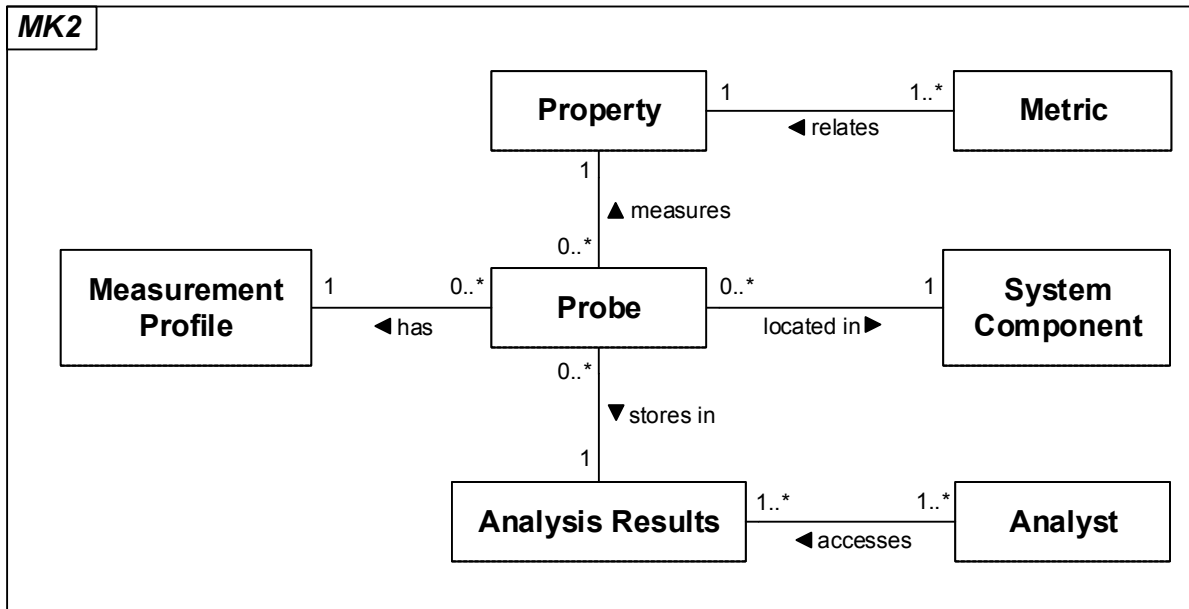 MK2
Property
1
1..*
◄ relates
Metric
1
▲ measures
0..*
Measurement
Profile
1
0..*
◄ has
Probe
0..*
1
located in ►
System
Component
0..*
▼ stores in
1
Analysis Results
1..*
1..*
◄ accesses
Analyst